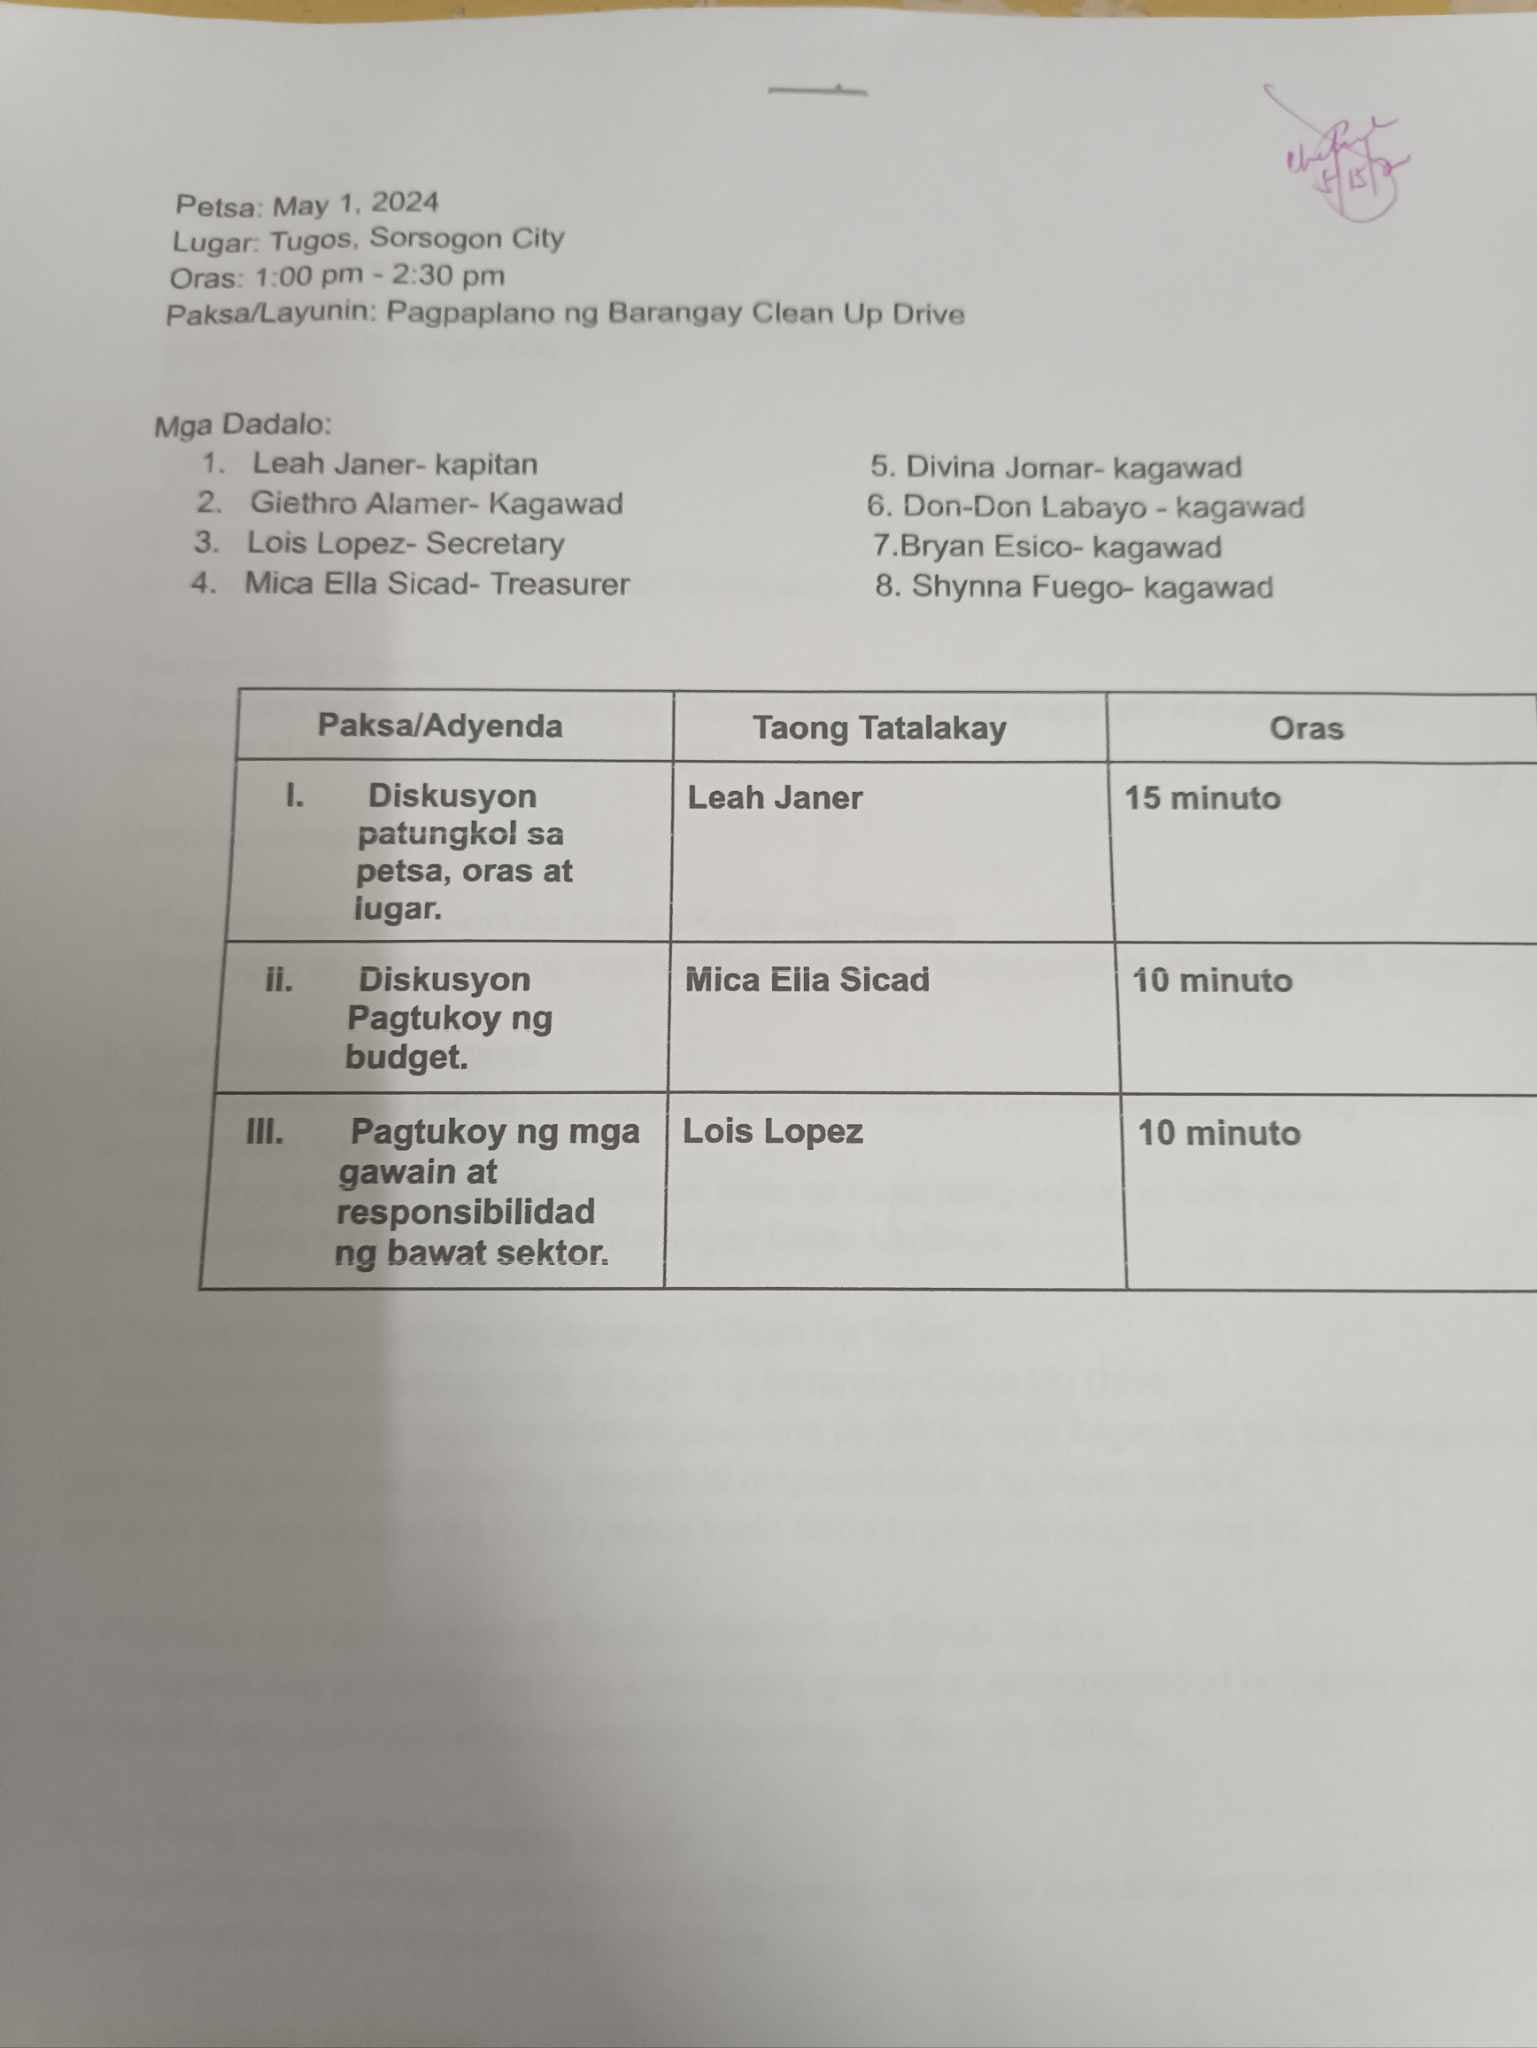 Petsa: May 1, 2024
Lugar: Tugos, Sorsogon City
Oras: 1:00 pm - 2:30 pm
Paksa/Layunin: Pagpaplano ng Barangay Clean Up Drive
Mga Dadalo:
1. Leah Janer- kapitan
2. Giethro Alamer- Kagawad
3. Lois Lopez- Secretary
4. Mica Ella Sicad- Treasurer
5. Divina Jomar- kagawad
6. Don-Don Labayo - kagawad
7.Bryan Esico- kagawad
8. Shynna Fuego- kagawad
Paksa/Adyenda Taong Tatalakay Oras
I. Diskusyon
patungkol sa
petsa, oras at
lugar.
Leah Janer
15 minuto
ii. Diskusyon
Pagtukoy ng
budget.
Mica Ella Sicad
10 minuto
III. Pagtukoy ng mga
gawain at
responsibilidad
ng bawat sektor.
Lois Lopez
10 minuto